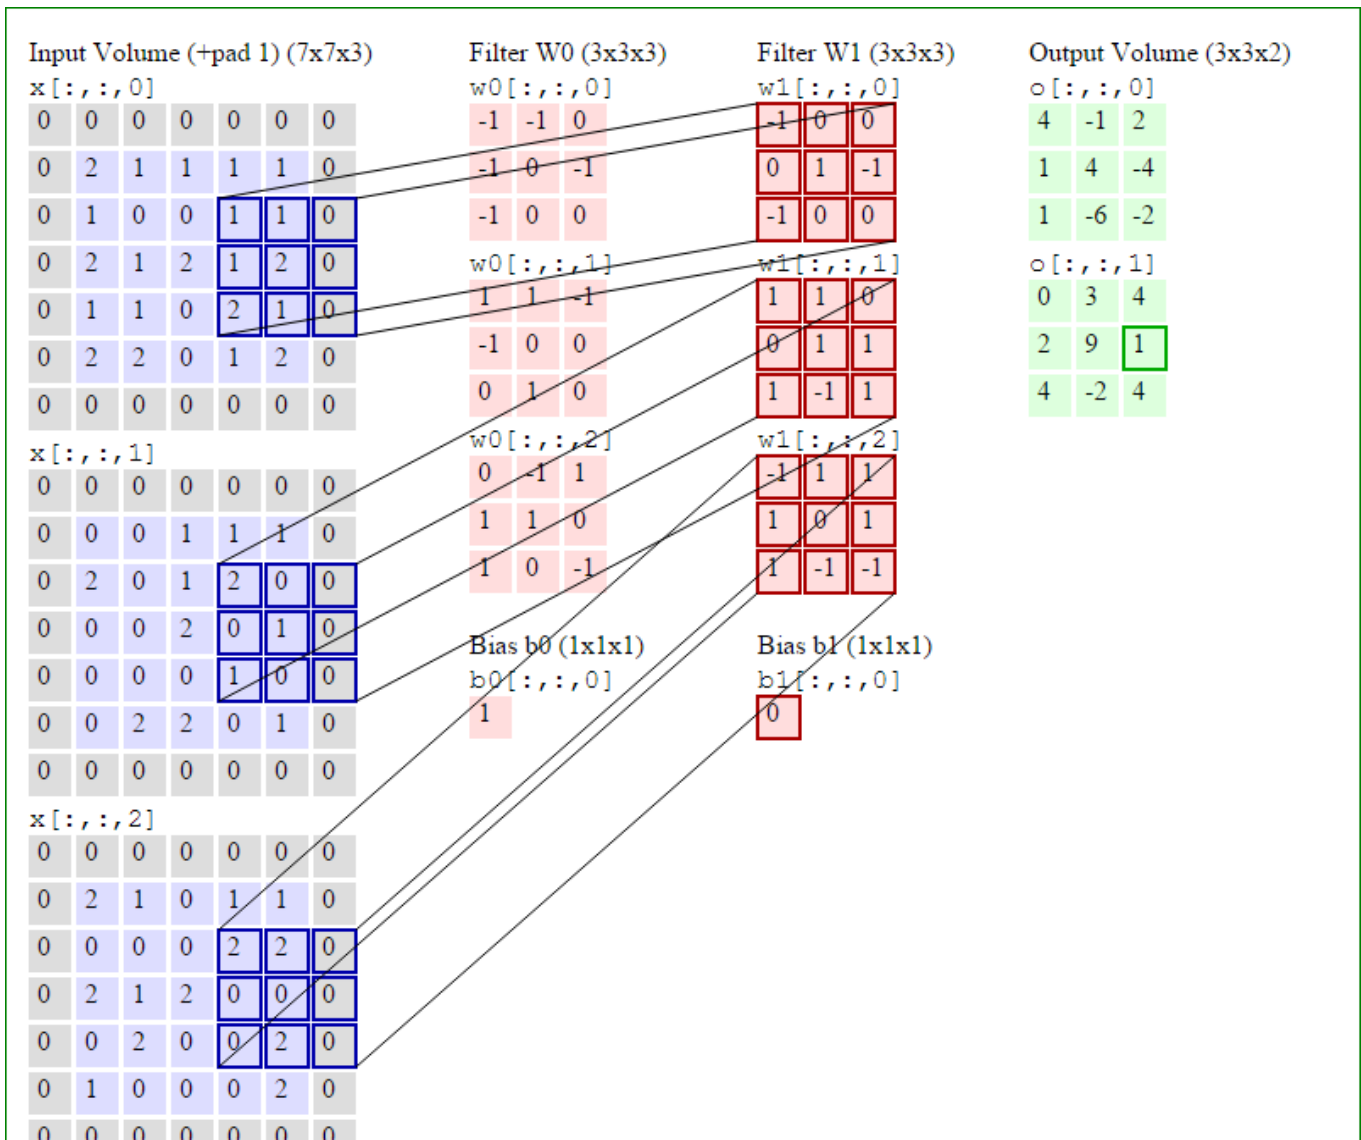 Input Volume (+pad 1) (7x7x3)
x[:,:,0]
0 0 0 0 0 0 0
0 2 1 1 1 1 0
0 1 0 0 1 1 0
0 2 1 2 1 2 0
0 1 1 0 2 1 0
0 2 2 0 1 2 0
0 0 0 0 0 0 0
x[:,:,1]
0 0 0 0 0 0 0
0 0 0 1 1 1 0
0 2 0 1 2 0 0
0 0 0 2 0 1 0
0 0 0 0 1 0 0
0 0 2 2 0 1 0
0 0 0 0 0 0 0
x[:,:,2]
0 0 0 0 0 0 0
0 2 1 0 1 1 0
0 0 0 0 2 2 0
0 2 1 2 0 0 0
0 0 2 0 0 2 0
0 1 0 0 0 2 0
0 0 0 0 0 0 0
Filter W0 (3x3x3)
w0[:,:,0]
-1 -1 0
-1 0 -1
-1 0 0
w0[:,:,1]
1 1 -1
-1 0 0
0 1 0
w0[:,:,2]
0 -1 1
1 1 0
1 0 -1
Bias b0 (1x1x1)
b0[:,:,0]
1
Filter W1 (3x3x3)
w1[:,:,0]
-1 0 0
0 1 -1
-1 0 0
w1[:,:,1]
1 1 0
0 1 1
1 -1 1
w1[:,:,2]
-1 1 1
1 0 1
1 -1 -1
Bias b1 (1x1x1)
b1[:,:,0]
0
Output Volume (3x3x2)
o[:,:,0]
4 -1 2
1 4 -4
1 -6 -2
o[:,:,1]
0 3 4
2 9 1
4 -2 4